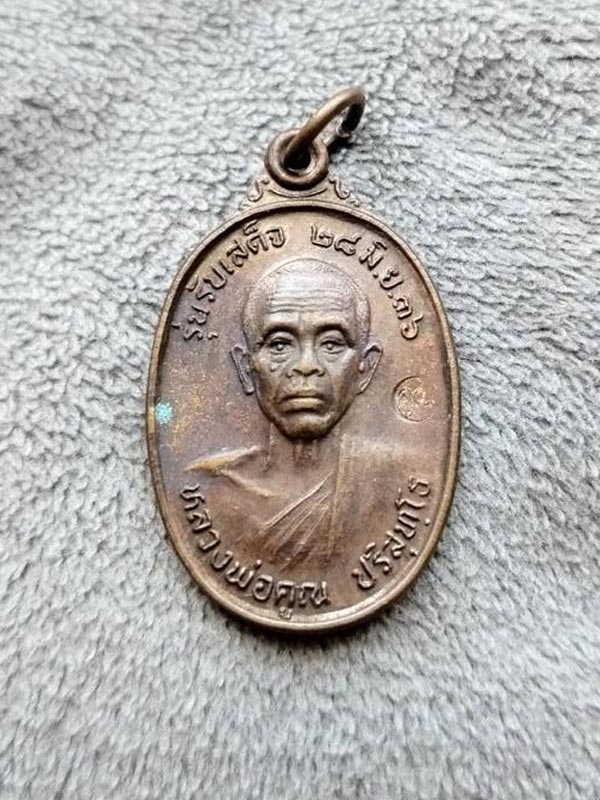 รุ่นรับเสด็จ ๒๘ มิ.ย.๓๖
หลวงพ่อคูณ ปริสุทฺโธ